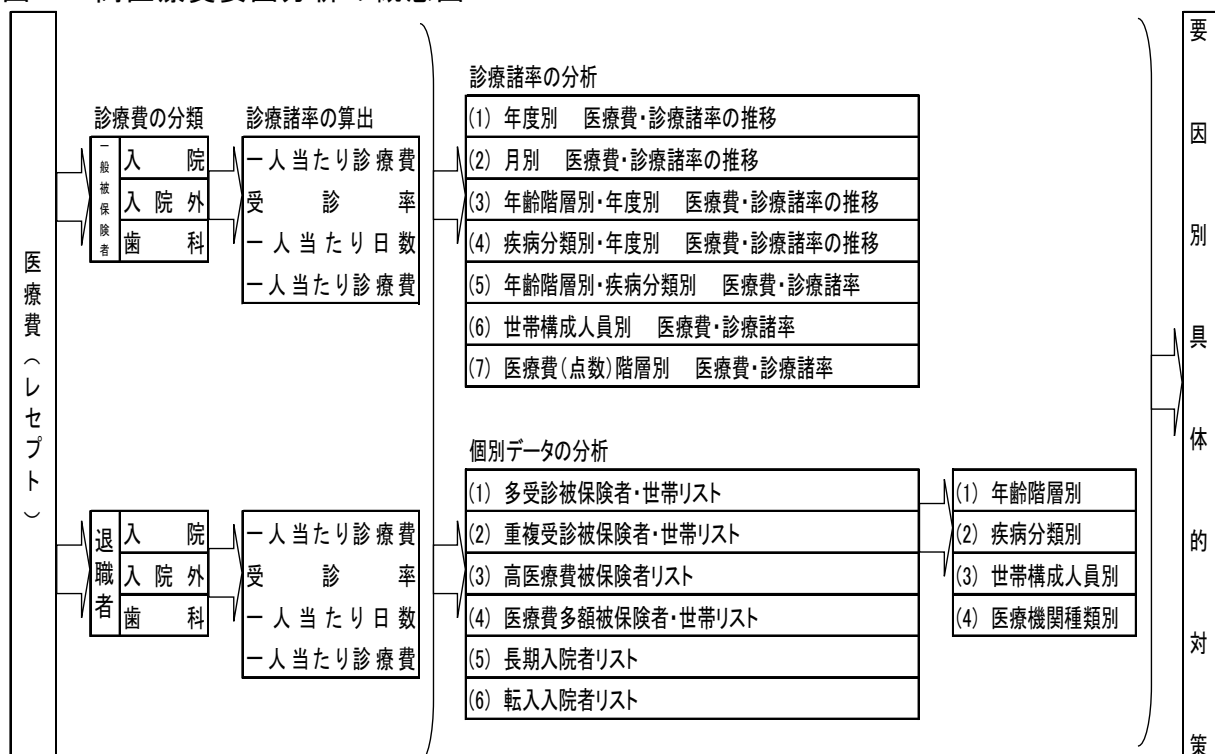 医療費（レセプト）
診療費の分類
一般被保険者
入院
入院外
歯科
診療諸率の算出
一人当たり診療費
受診率
一人当たり日数
一人当たり診療費
退職者
入院
入院外
歯科
一人当たり診療費
受診率
一人当たり日数
一人当たり診療費
診療諸率の分析
(1) 年度別 医療費・診療諸率の推移
(2) 月別 医療費・診療諸率の推移
(3) 年齢階層別・年度別 医療費・診療諸率の推移
(4) 疾病分類別・年度別 医療費・診療諸率の推移
(5) 年齢階層別・疾病分類別 医療費・診療諸率
(6) 世帯構成人員別 医療費・診療諸率
(7) 医療費(点数)階層別 医療費・診療諸率
個別データの分析
(1) 多受診被保険者・世帯リスト
(2) 重複受診被保険者・世帯リスト
(3) 高医療費被保険者リスト
(4) 医療費多額被保険者・世帯リスト
(5) 長期入院者リスト
(6) 転入入院者リスト
(1) 年齢階層別
(2) 疾病分類別
(3) 世帯構成人員別
(4) 医療機関種類別
要因別具体的対策